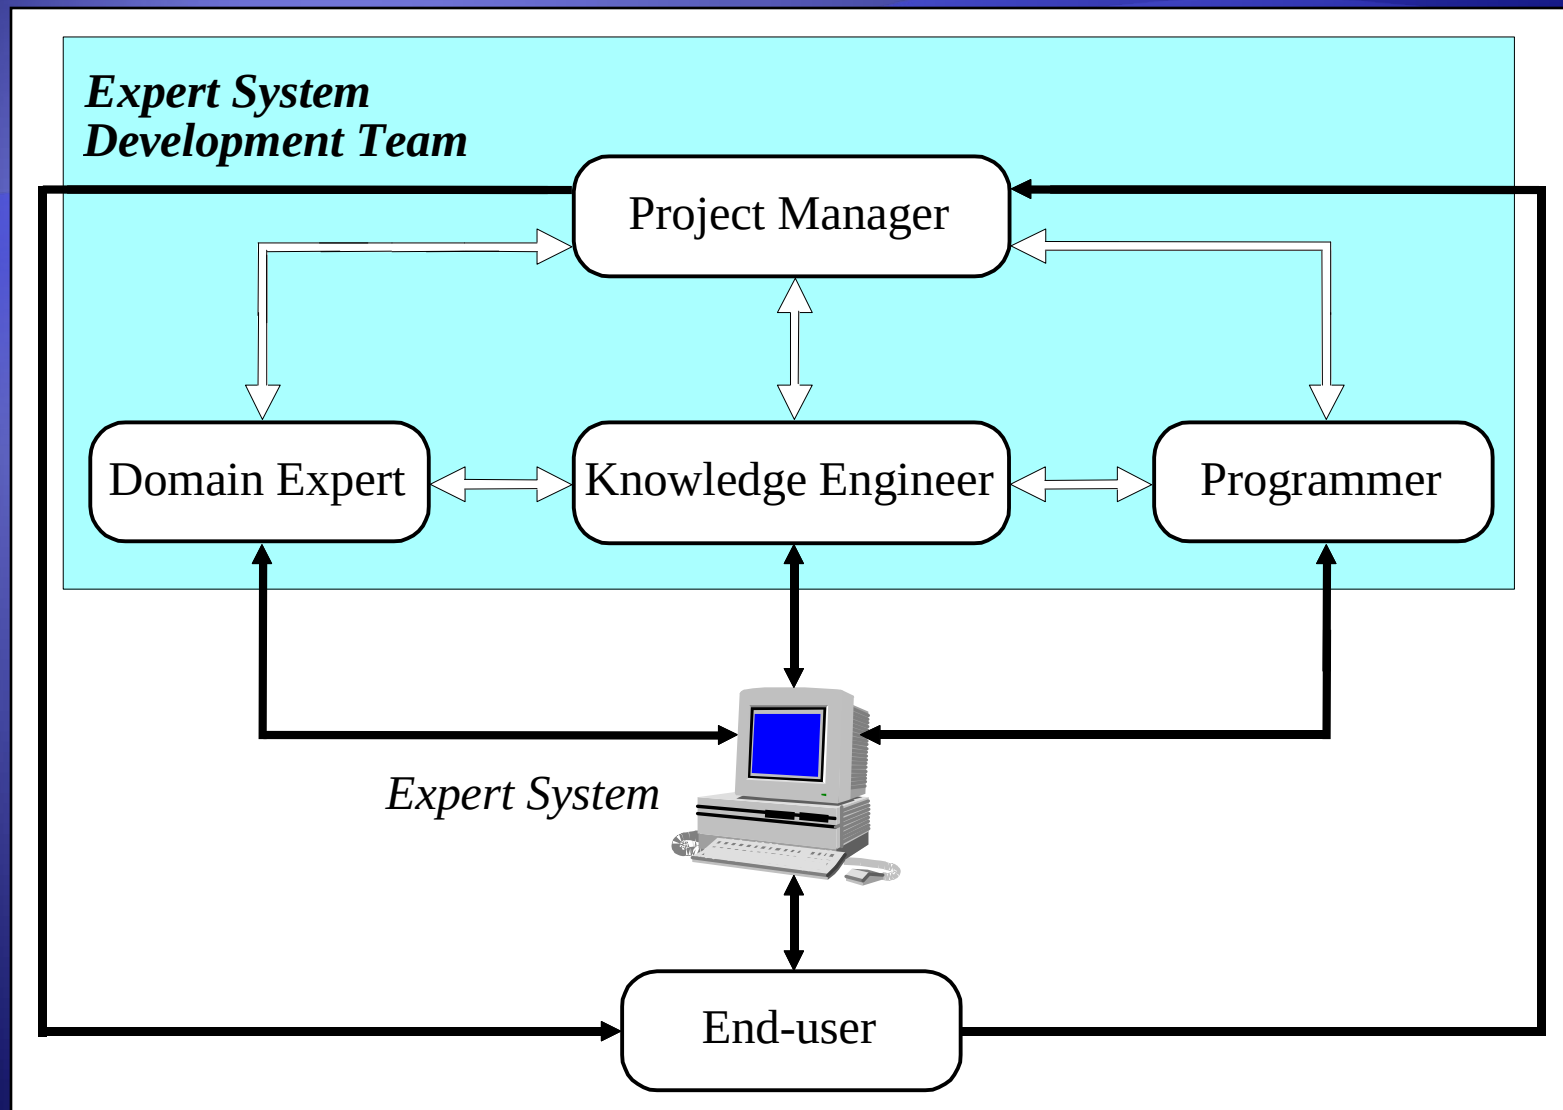 Expert System
Development Team
Project Manager
Domain Expert
Knowledge Engineer
Programmer
Expert System
End-user